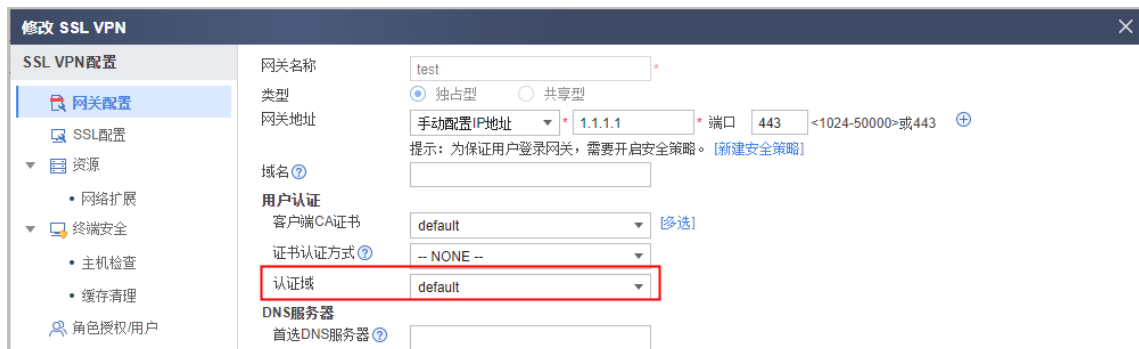 修改 SSL VPN
SSL VPN配置
网关配置
SSL配置
资源
• 网络扩展
终端安全
• 主机检查
• 缓存清理
角色授权/用户
网关名称 test *
类型 独占型 共享型
网关地址 手动配置IP地址 * 1.1.1.1 * 端口 443 <1024-50000>或443
提示：为保证用户登录网关，需要开启安全策略。 [新建安全策略]
域名
用户认证
客户端CA证书 default [多选]
证书认证方式 -- NONE --
认证域 default
DNS服务器
首选DNS服务器